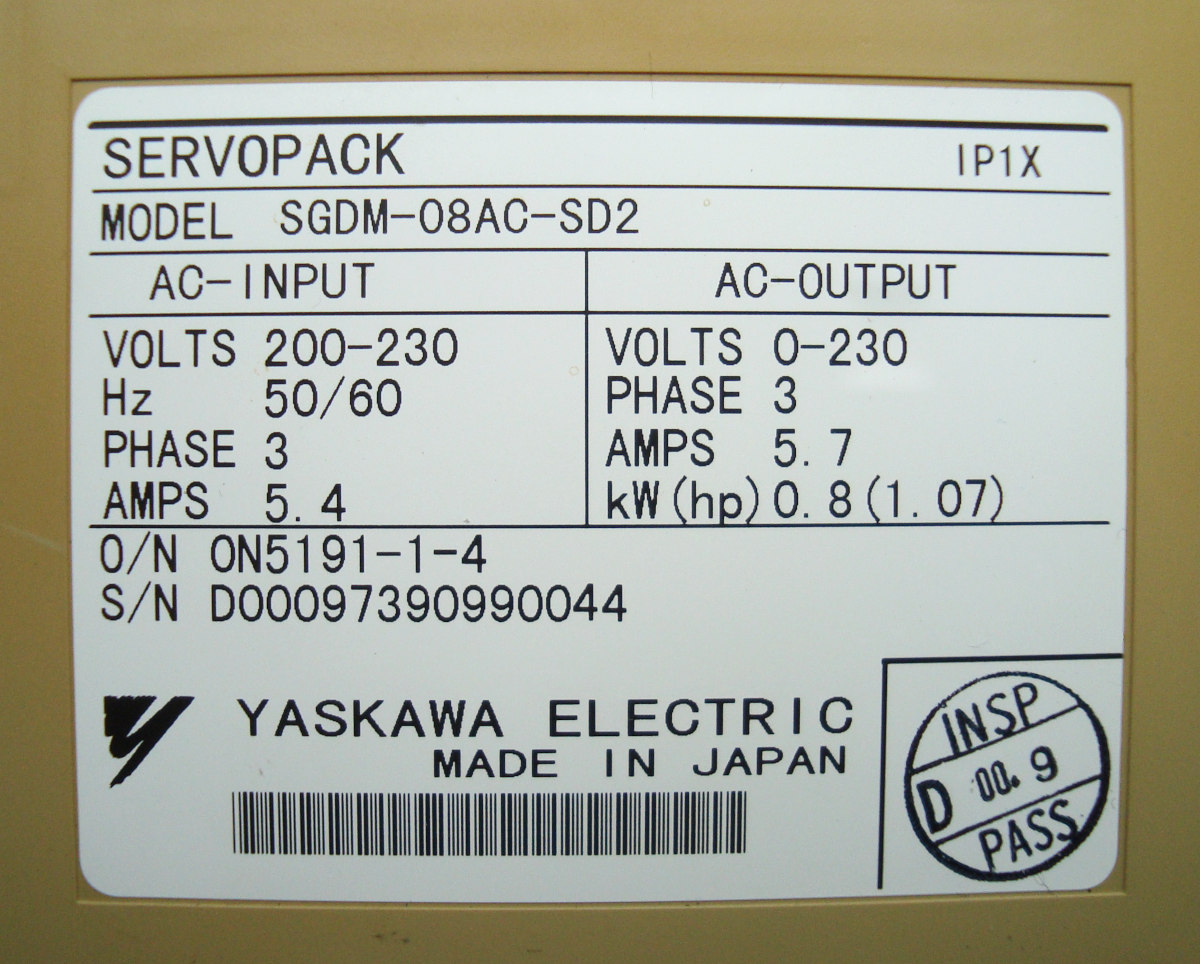 SERVOPACK IP1X
MODEL SGDM-08AC-SD2
AC-INPUT AC-OUTPUT
VOLTS 200-230 VOLTS 0-230
Hz 50/60 PHASE 3
PHASE 3 AMPS 5.7
AMPS 5.4 kW(hp) 0.8(1.07)
O/N ON5191-1-4
S/N D00097390990044
YASKAWA ELECTRIC
MADE IN JAPAN
INSP
D 00.9
PASS